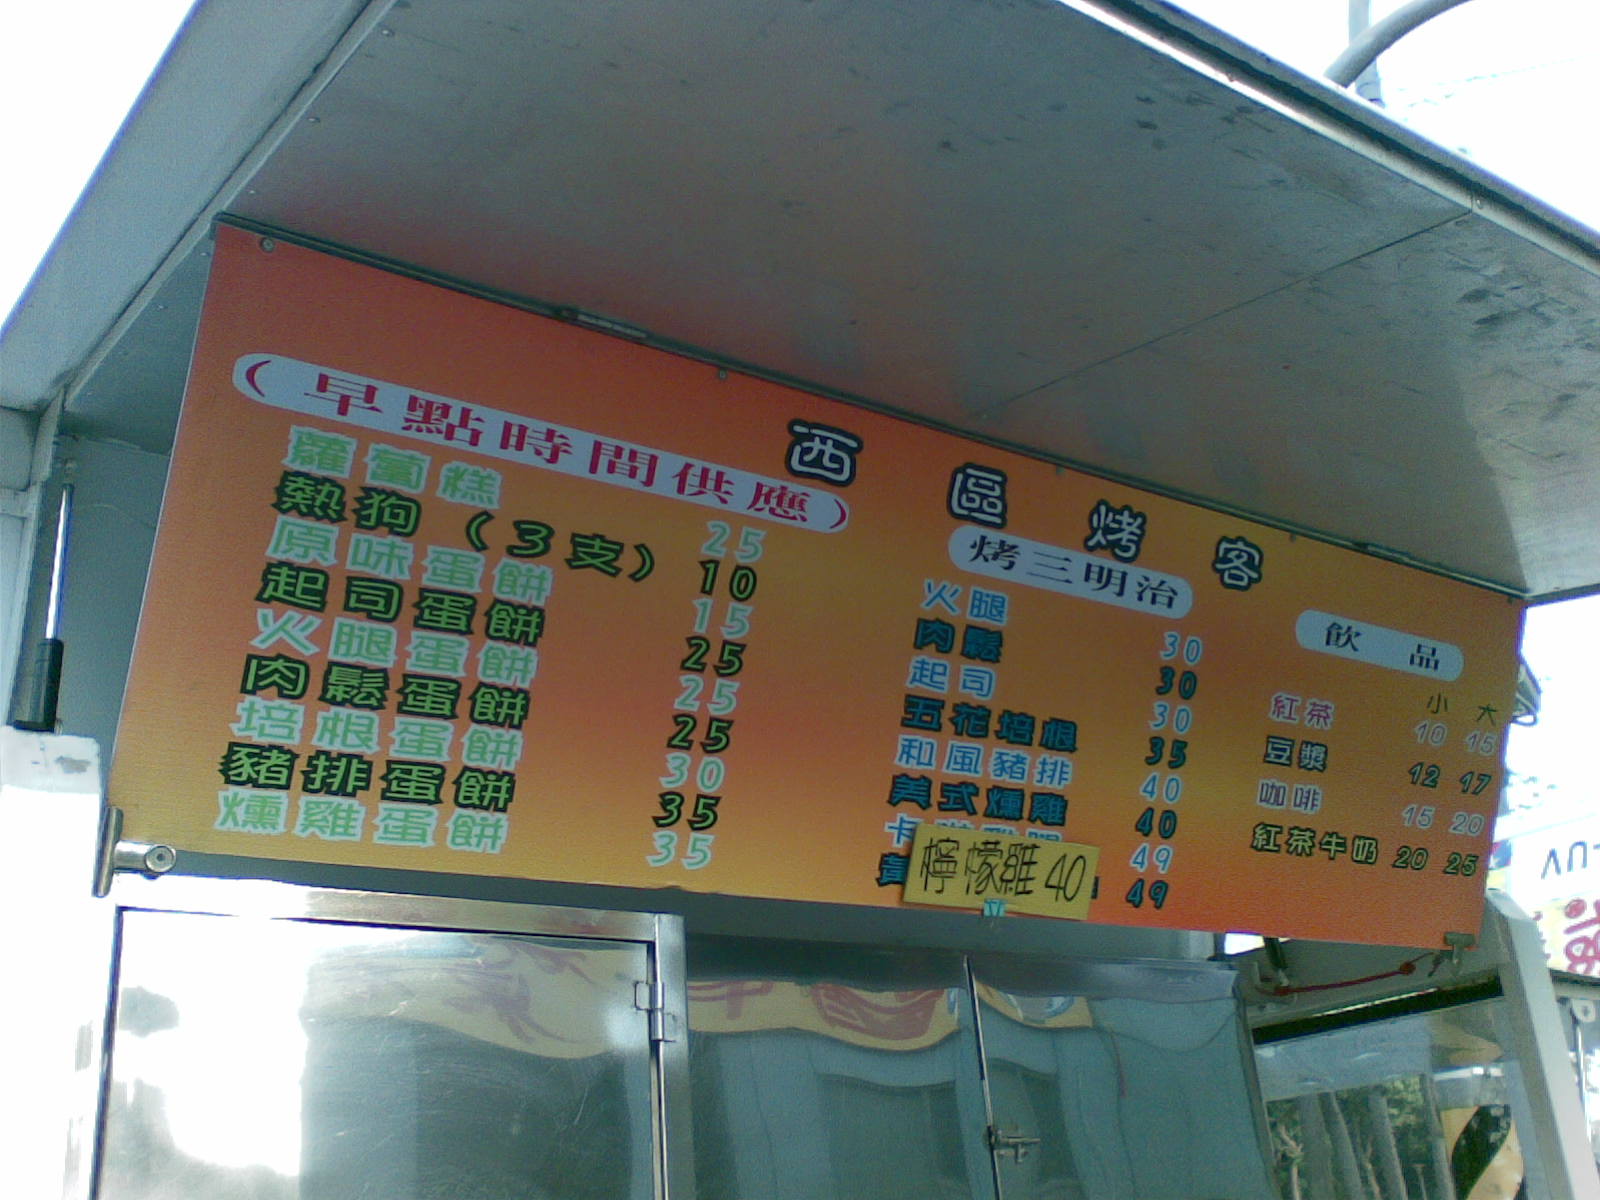 西區烤客
(早點時間供應)
蘿蔔糕 25
熱狗(3支) 10
原味蛋餅 15
起司蛋餅 25
火腿蛋餅 25
肉鬆蛋餅 25
培根蛋餅 30
豬排蛋餅 35
燻雞蛋餅 35
烤三明治
火腿 30
肉鬆 30
起司 30
五花培根 35
和風豬排 40
美式燻雞 40
卡 49
黃 49
檸檬雞 40
飲品
小 大
紅茶 10 15
豆漿 12 17
咖啡 15 20
紅茶牛奶 20 25